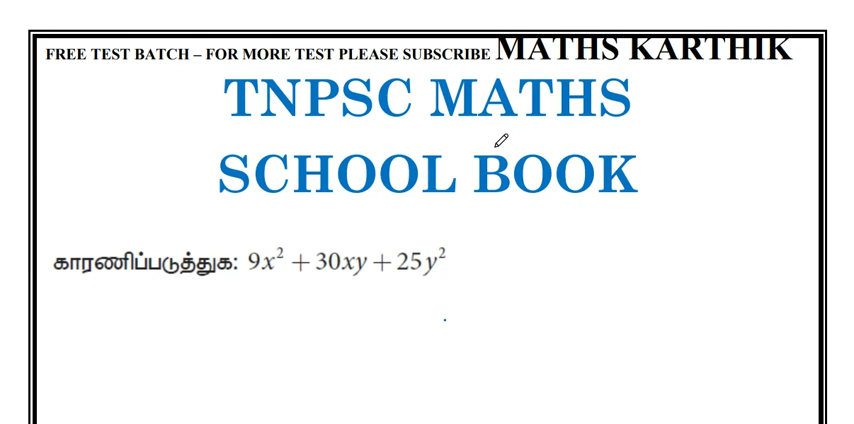 FREE TEST BATCH – FOR MORE TEST PLEASE SUBSCRIBE MATHS KARTHIK
TNPSC MATHS
SCHOOL BOOK
காரணிப்படுத்துக: 9x² + 30xy + 25y²